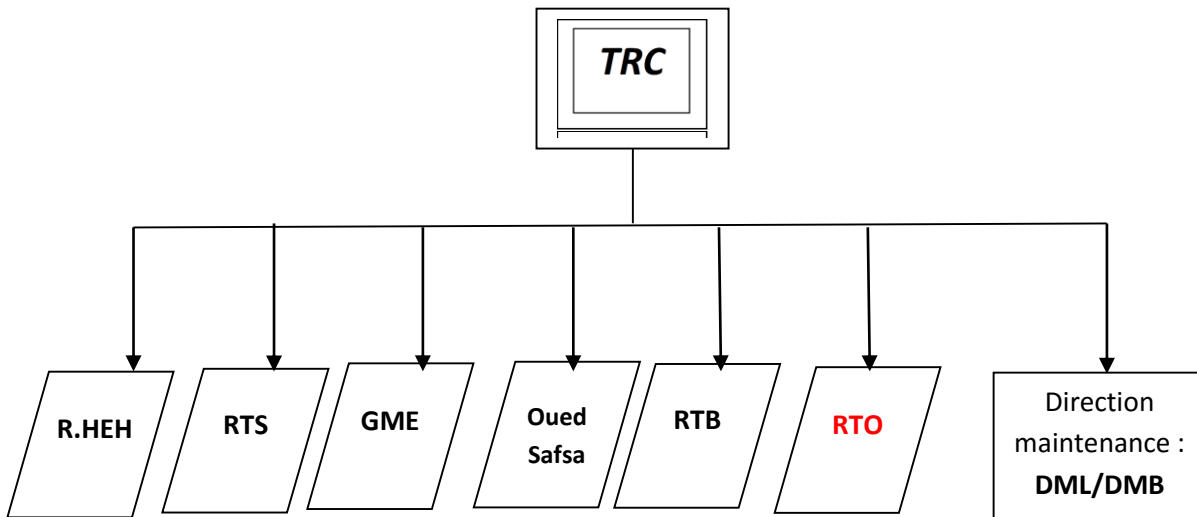 TRC
R.HEH
RTS
GME
Oued
Safsa
RTB
RTO
Direction
maintenance :
DML/DMB